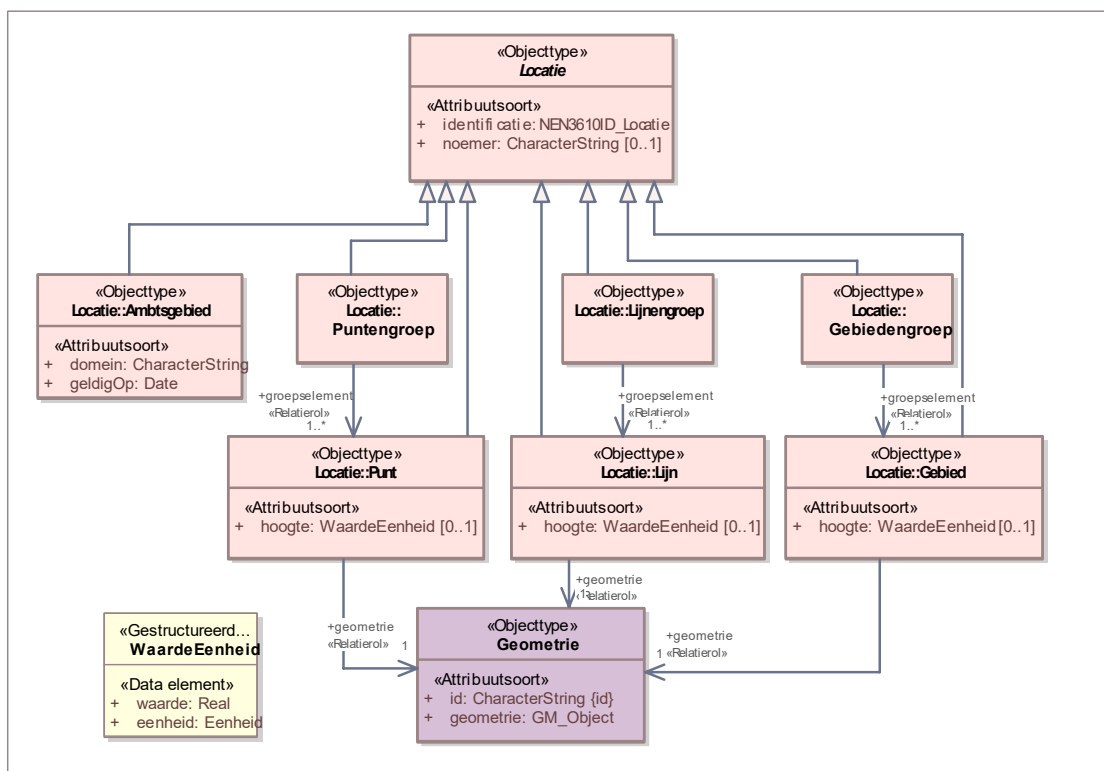 «Objecttype»
Locatie
«Attribuutsoort»
+ identificatie: NEN3610ID_Locatie
+ noemer: CharacterString [0..1]
«Objecttype»
Locatie::Ambtsgebied
«Attribuutsoort»
+ domein: CharacterString
+ geldigOp: Date
«Objecttype»
Locatie::
Puntengroep
«Objecttype»
Locatie::Lijnengroep
«Objecttype»
Locatie::
Gebiedengroep
+groepselement
«Relatierol»
1..*
+groepselement
«Relatierol»
1..*
+groepselement
«Relatierol»
1..*
«Objecttype»
Locatie::Punt
«Attribuutsoort»
+ hoogte: WaardeEenheid [0..1]
«Objecttype»
Locatie::Lijn
«Attribuutsoort»
+ hoogte: WaardeEenheid [0..1]
«Objecttype»
Locatie::Gebied
«Attribuutsoort»
+ hoogte: WaardeEenheid [0..1]
+geometrie
«Relatierol»
1
+geometrie
«Relatierol»
1
+geometrie
«Relatierol»
1
«Gestructureerd...
WaardeEenheid
«Data element»
+ waarde: Real
+ eenheid: Eenheid
«Objecttype»
Geometrie
«Attribuutsoort»
+ id: CharacterString {id}
+ geometrie: GM_Object